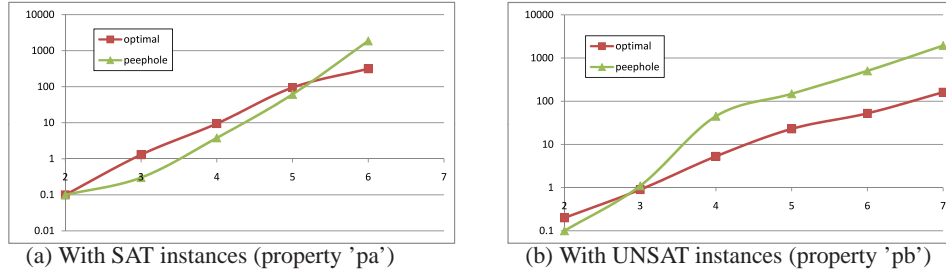 10000
1000
100
10
1
0.1
0.01
optimal
peephole
2 3 4 5 6 7
(a) With SAT instances (property ’pa’)
10000
1000
100
10
1
0.1
optimal
peephole
2 3 4 5 6 7
(b) With UNSAT instances (property ’pb’)